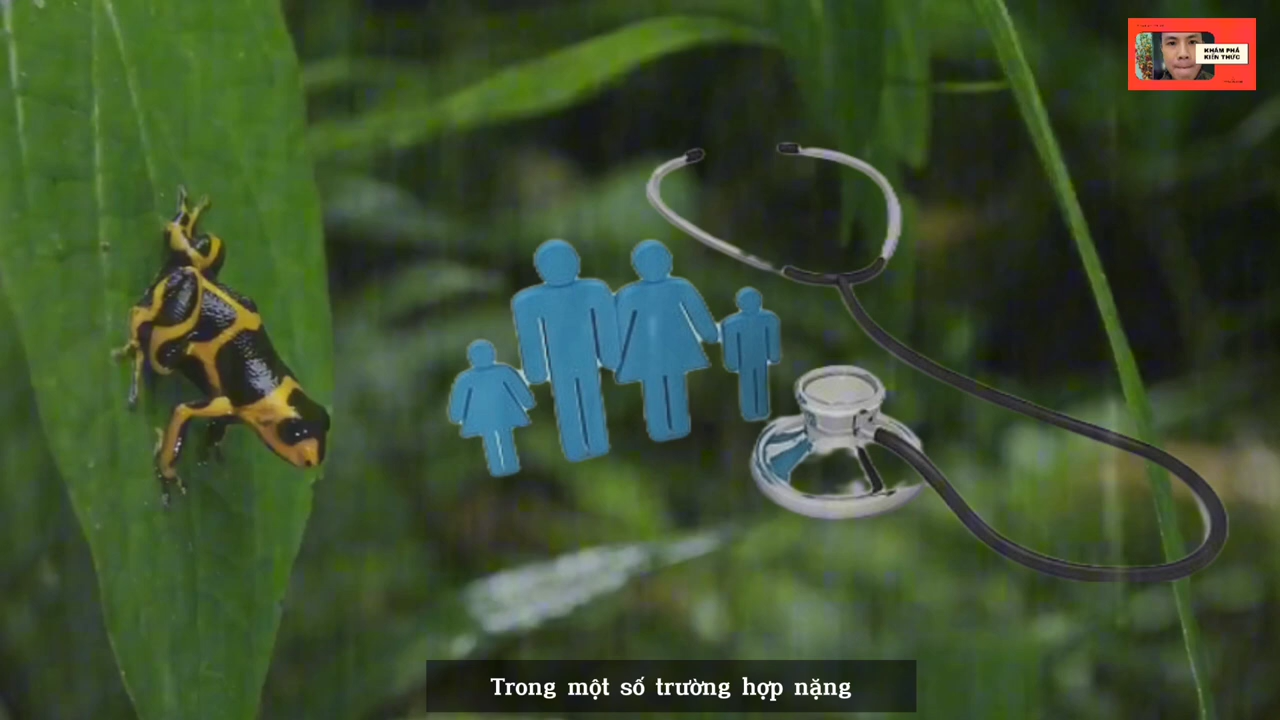 KHÁM PHÁ
KIẾN THỨC
Trong một số trường hợp nặng